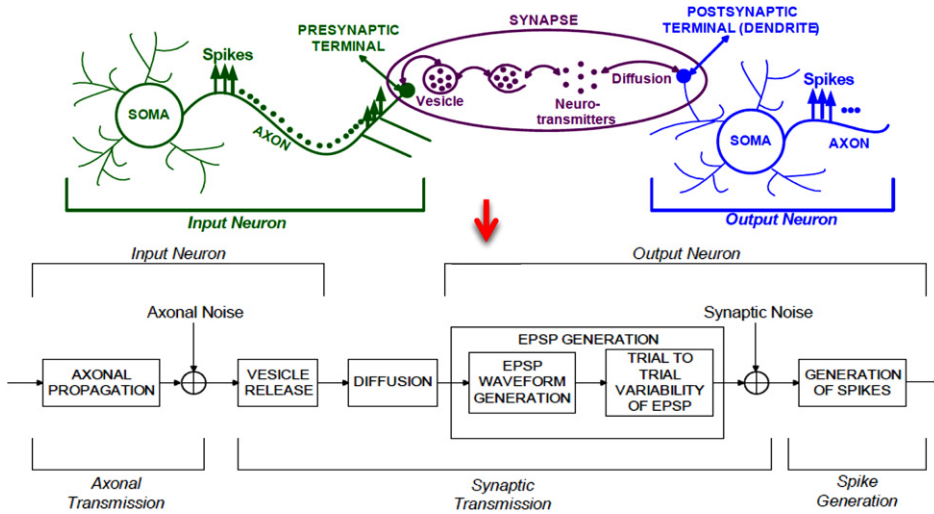 SYNAPSE
PRESYNAPTIC
TERMINAL
POSTSYNAPTIC
TERMINAL (DENDRITE)
Spikes
SOMA
AXON
Vesicle
Neuro-
transmitters
Diffusion
Spikes
SOMA
AXON
Input Neuron
Output Neuron
Input Neuron
Output Neuron
Axonal Noise
Synaptic Noise
AXONAL
PROPAGATION
VESICLE
RELEASE
DIFFUSION
EPSP GENERATION
EPSP
WAVEFORM
GENERATION
TRIAL TO
TRIAL
VARIABILITY
OF EPSP
GENERATION
OF SPIKES
Axonal
Transmission
Synaptic
Transmission
Spike
Generation